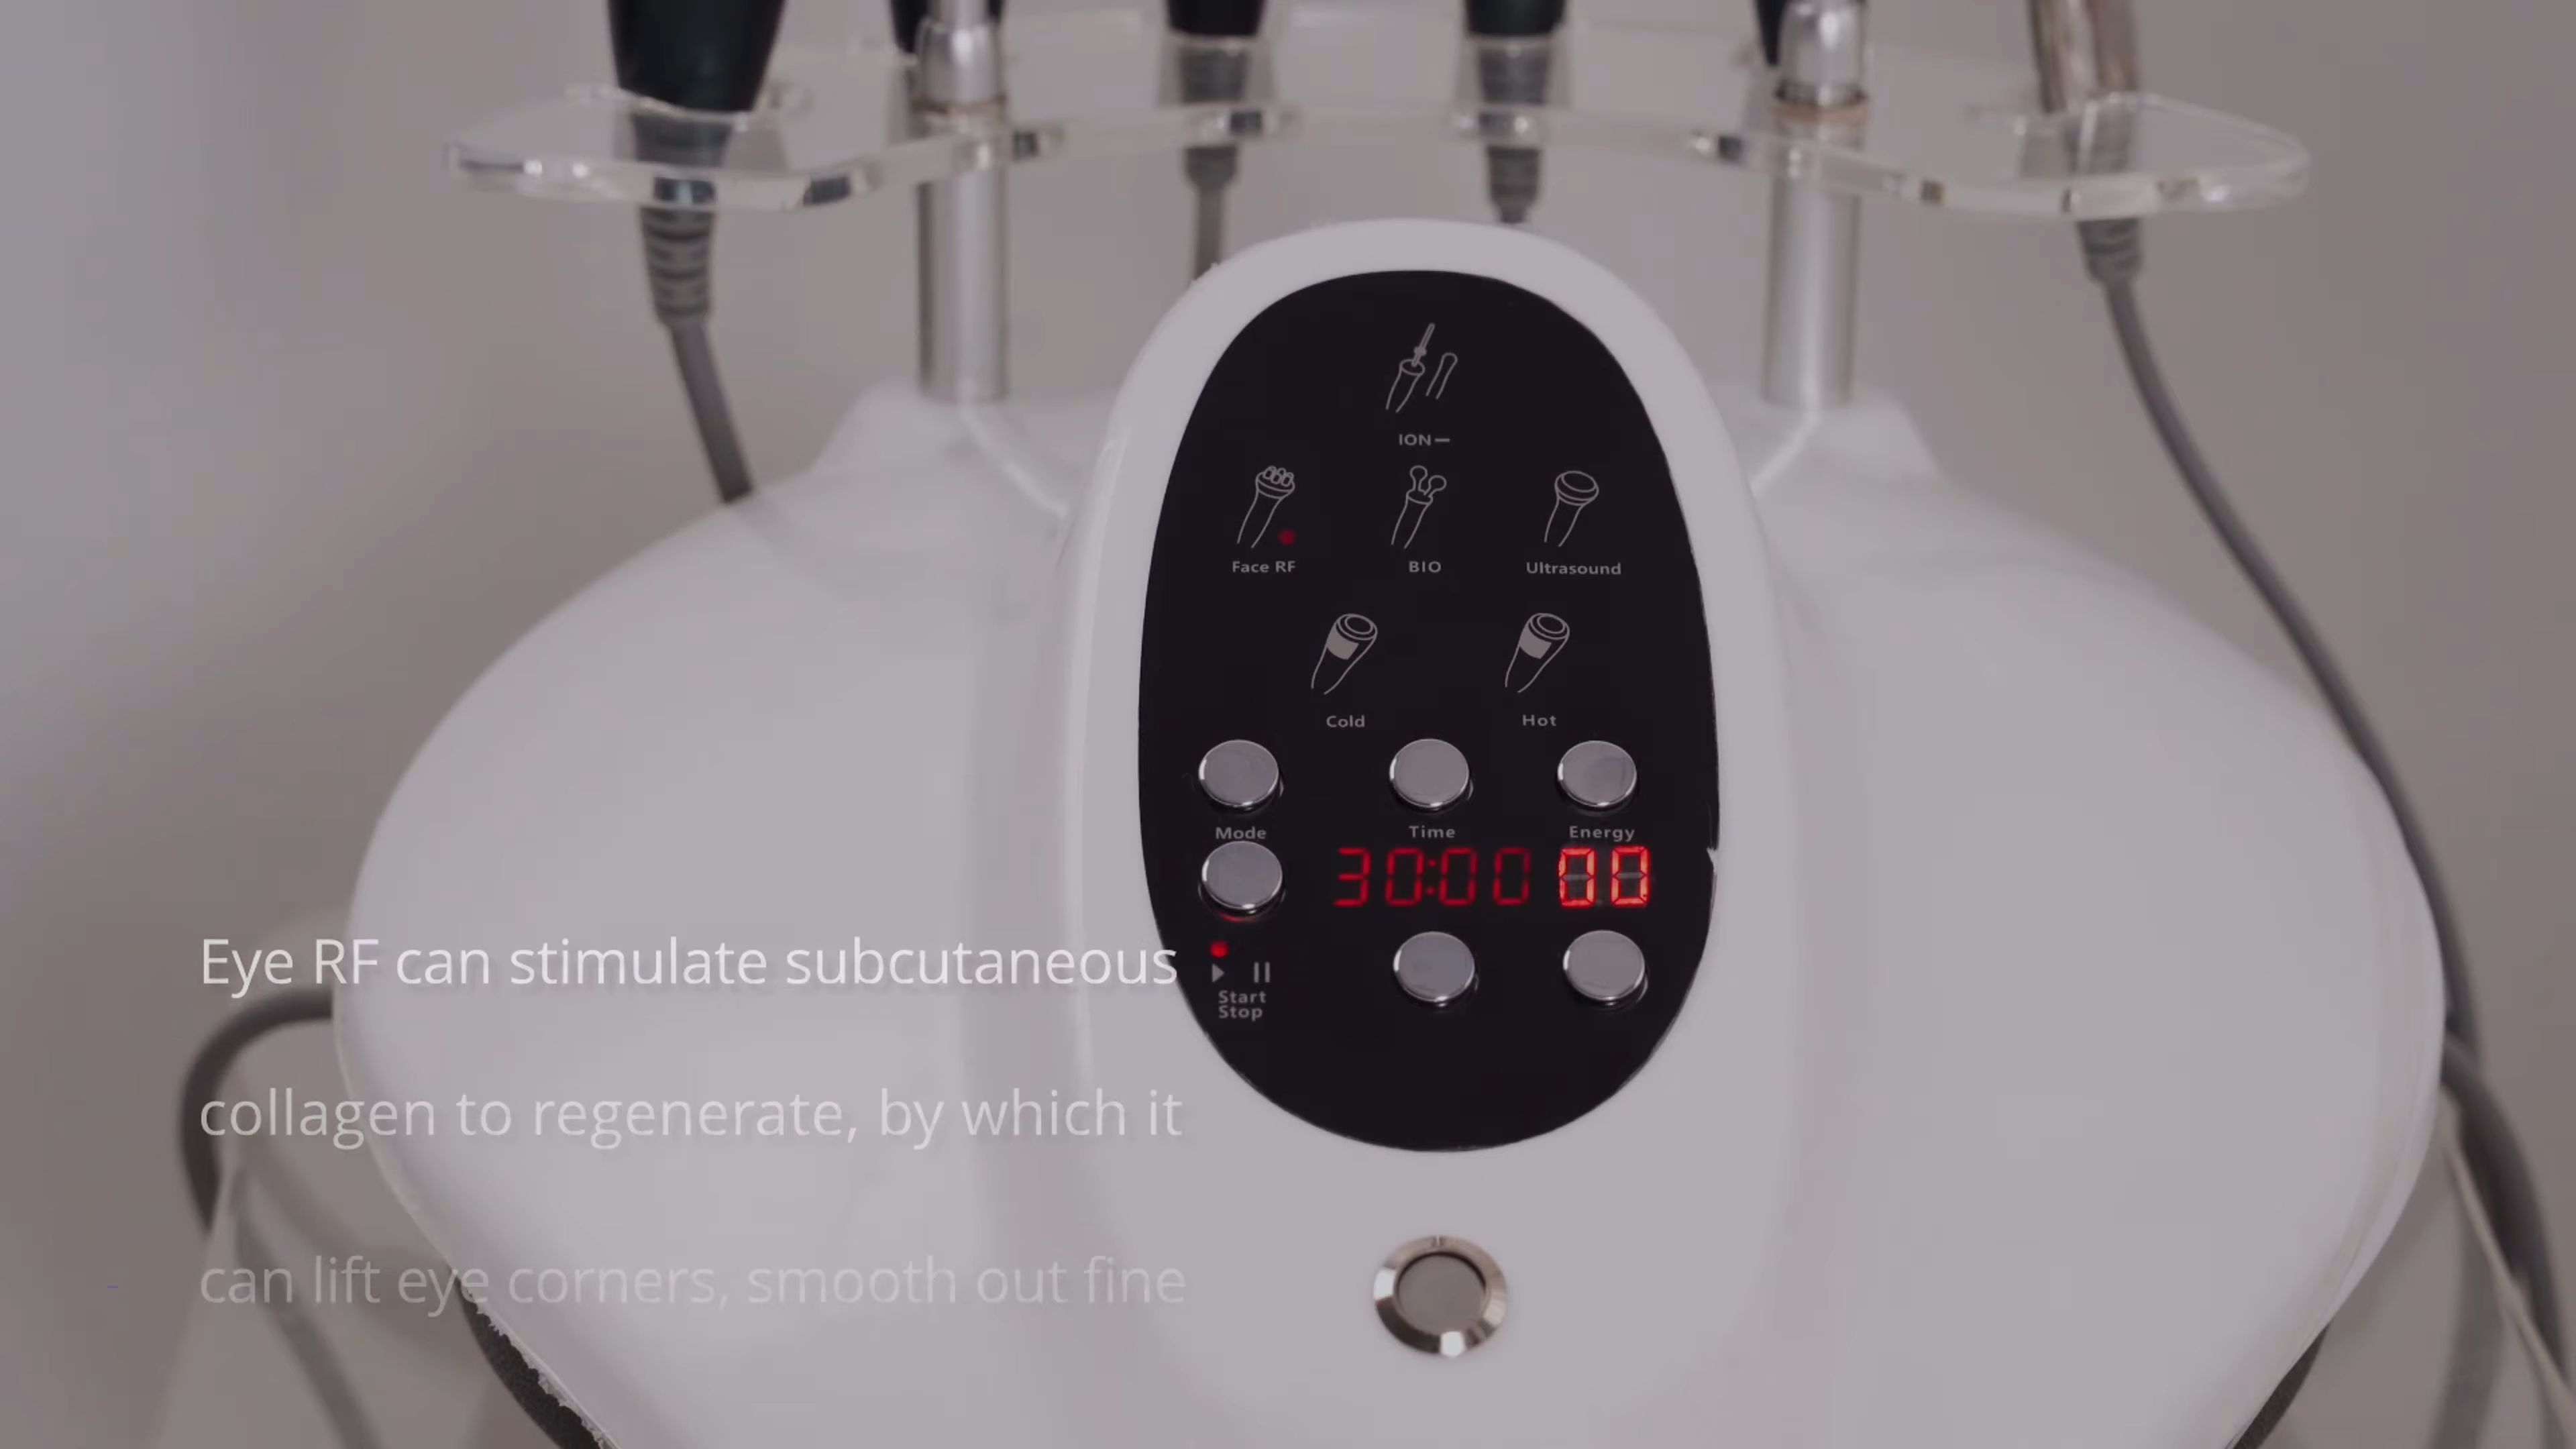 ION—
Face RF
BIO
Ultrasound
Cold
Hot
Mode
Time
Energy
30:00 00
Start
Stop
Eye RF can stimulate subcutaneous
collagen to regenerate, by which it
can lift eye corners, smooth out fine